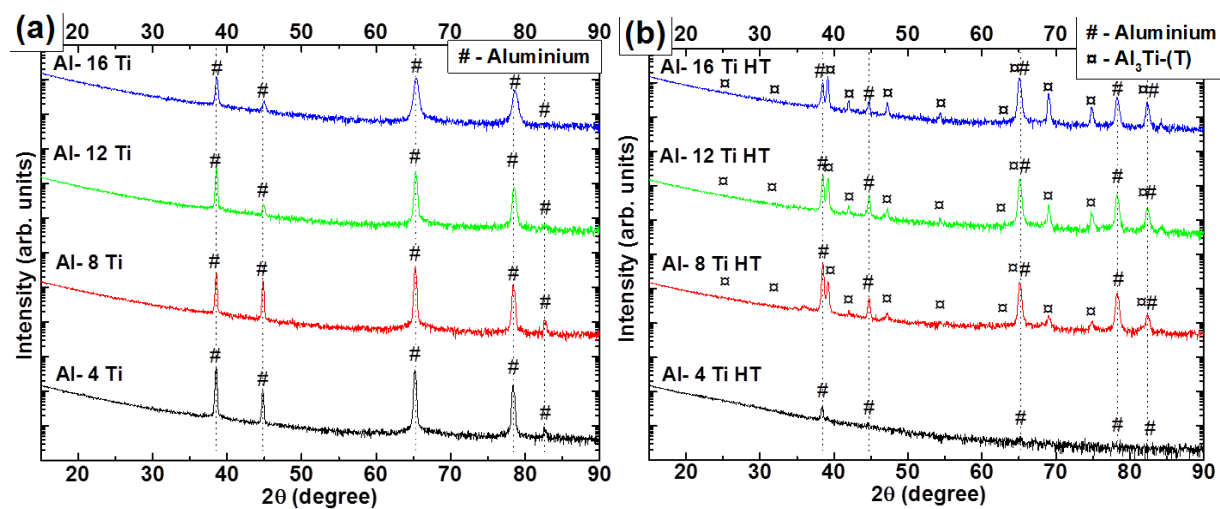 (a)
20 30 40 50 60 70 80
# - Aluminium
Al- 16 Ti
# # # # #
Al- 12 Ti
# # # # #
Al- 8 Ti
# # # # #
Al- 4 Ti
# # # # #
Intensity (arb. units)
20 30 40 50 60 70 80 90
2θ (degree)
(b)
20 30 40 50 60 70 80
# - Aluminium
¤ - Al₃Ti-(T)
Al- 16 Ti HT
¤ ¤ # ¤ ¤ # ¤ ¤ ¤ ¤ # ¤ ¤ # ¤ #
Al- 12 Ti HT
¤ ¤ # ¤ ¤ # ¤ ¤ ¤ ¤ # ¤ ¤ # ¤ #
Al- 8 Ti HT
¤ ¤ # ¤ ¤ # ¤ ¤ ¤ ¤ # ¤ ¤ # ¤ #
Al- 4 Ti HT
# # # # #
Intensity (arb. units)
20 30 40 50 60 70 80 90
2θ (degree)